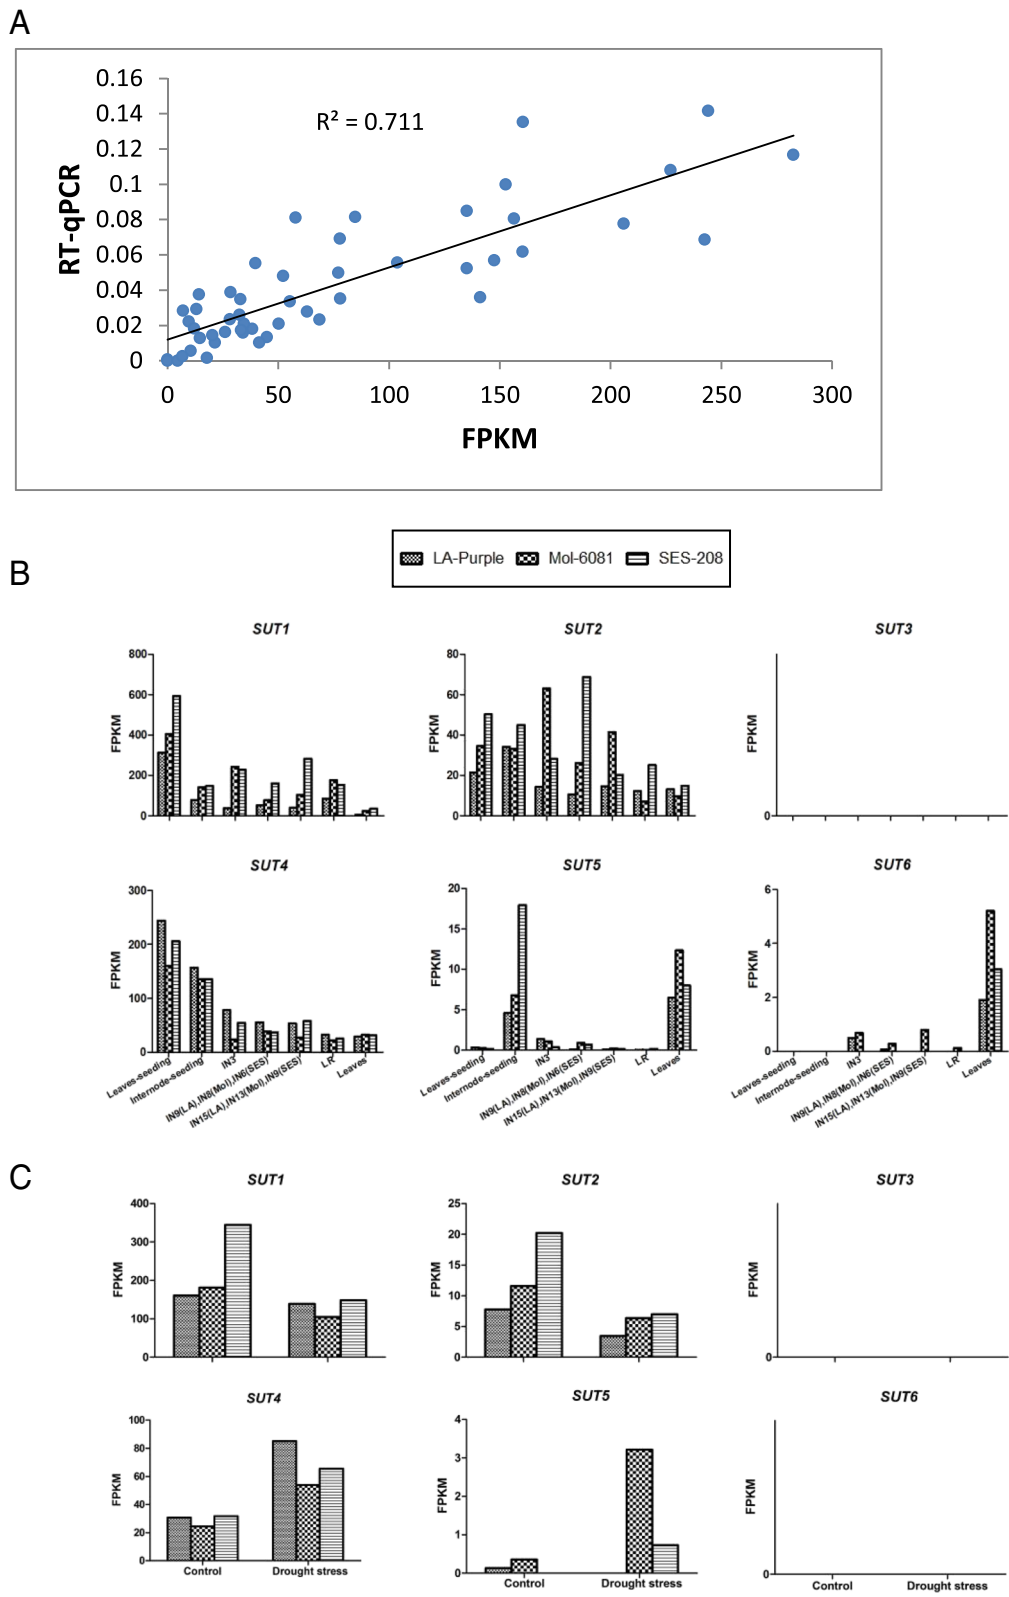 A
0.16
0.14
0.12
0.1
0.08
0.06
0.04
0.02
0
RT-qPCR
R² = 0.711
0 50 100 150 200 250 300
FPKM
B
LA-Purple Mol-6081 SES-208
SUT1
FPKM
800
600
400
200
0
SUT2
FPKM
80
60
40
20
0
SUT3
FPKM
0
SUT4
FPKM
300
200
100
0
Leaves-seeding
Internode-seeding
IN3
IN9(LA),IN8(Mol),IN6(SES)
IN15(LA),IN13(Mol),IN9(SES)
LR
Leaves
SUT5
FPKM
20
15
10
5
0
Leaves-seeding
Internode-seeding
IN3
IN9(LA),IN8(Mol),IN6(SES)
IN15(LA),IN13(Mol),IN9(SES)
LR
Leaves
SUT6
FPKM
6
4
2
0
Leaves-seeding
Internode-seeding
IN3
IN9(LA),IN8(Mol),IN6(SES)
IN15(LA),IN13(Mol),IN9(SES)
LR
Leaves
C
SUT1
FPKM
400
300
200
100
0
SUT2
FPKM
25
20
15
10
5
0
SUT3
FPKM
0
SUT4
FPKM
100
80
60
40
20
0
Control Drought stress
SUT5
FPKM
4
3
2
1
0
Control Drought stress
SUT6
FPKM
0
Control Drought stress